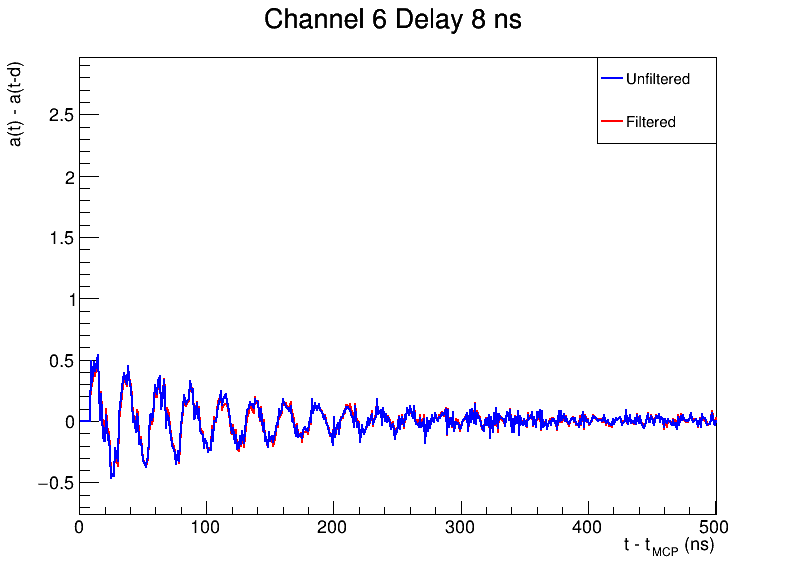 Channel 6 Delay 8 ns
a(t) - a(t-d)
Unfiltered
Filtered
2.5
2
1.5
1
0.5
0
−0.5
0 100 200 300 400 500
t - tMCP (ns)